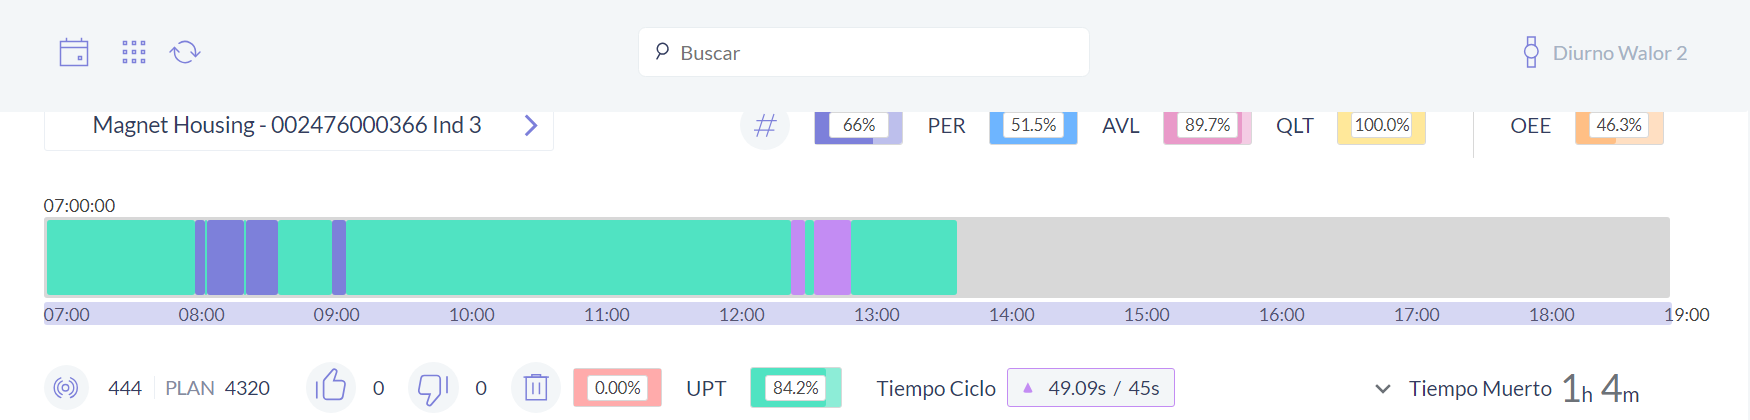 Buscar
Diurno Walor 2
Magnet Housing - 002476000366 Ind 3
# 66% PER 51.5% AVL 89.7% QLT 100.0% OEE 46.3%
07:00:00
07:00 08:00 09:00 10:00 11:00 12:00 13:00 14:00 15:00 16:00 17:00 18:00 19:00
444 PLAN 4320 0 0 0.00% UPT 84.2% Tiempo Ciclo 49.09s / 45s Tiempo Muerto 1h 4m